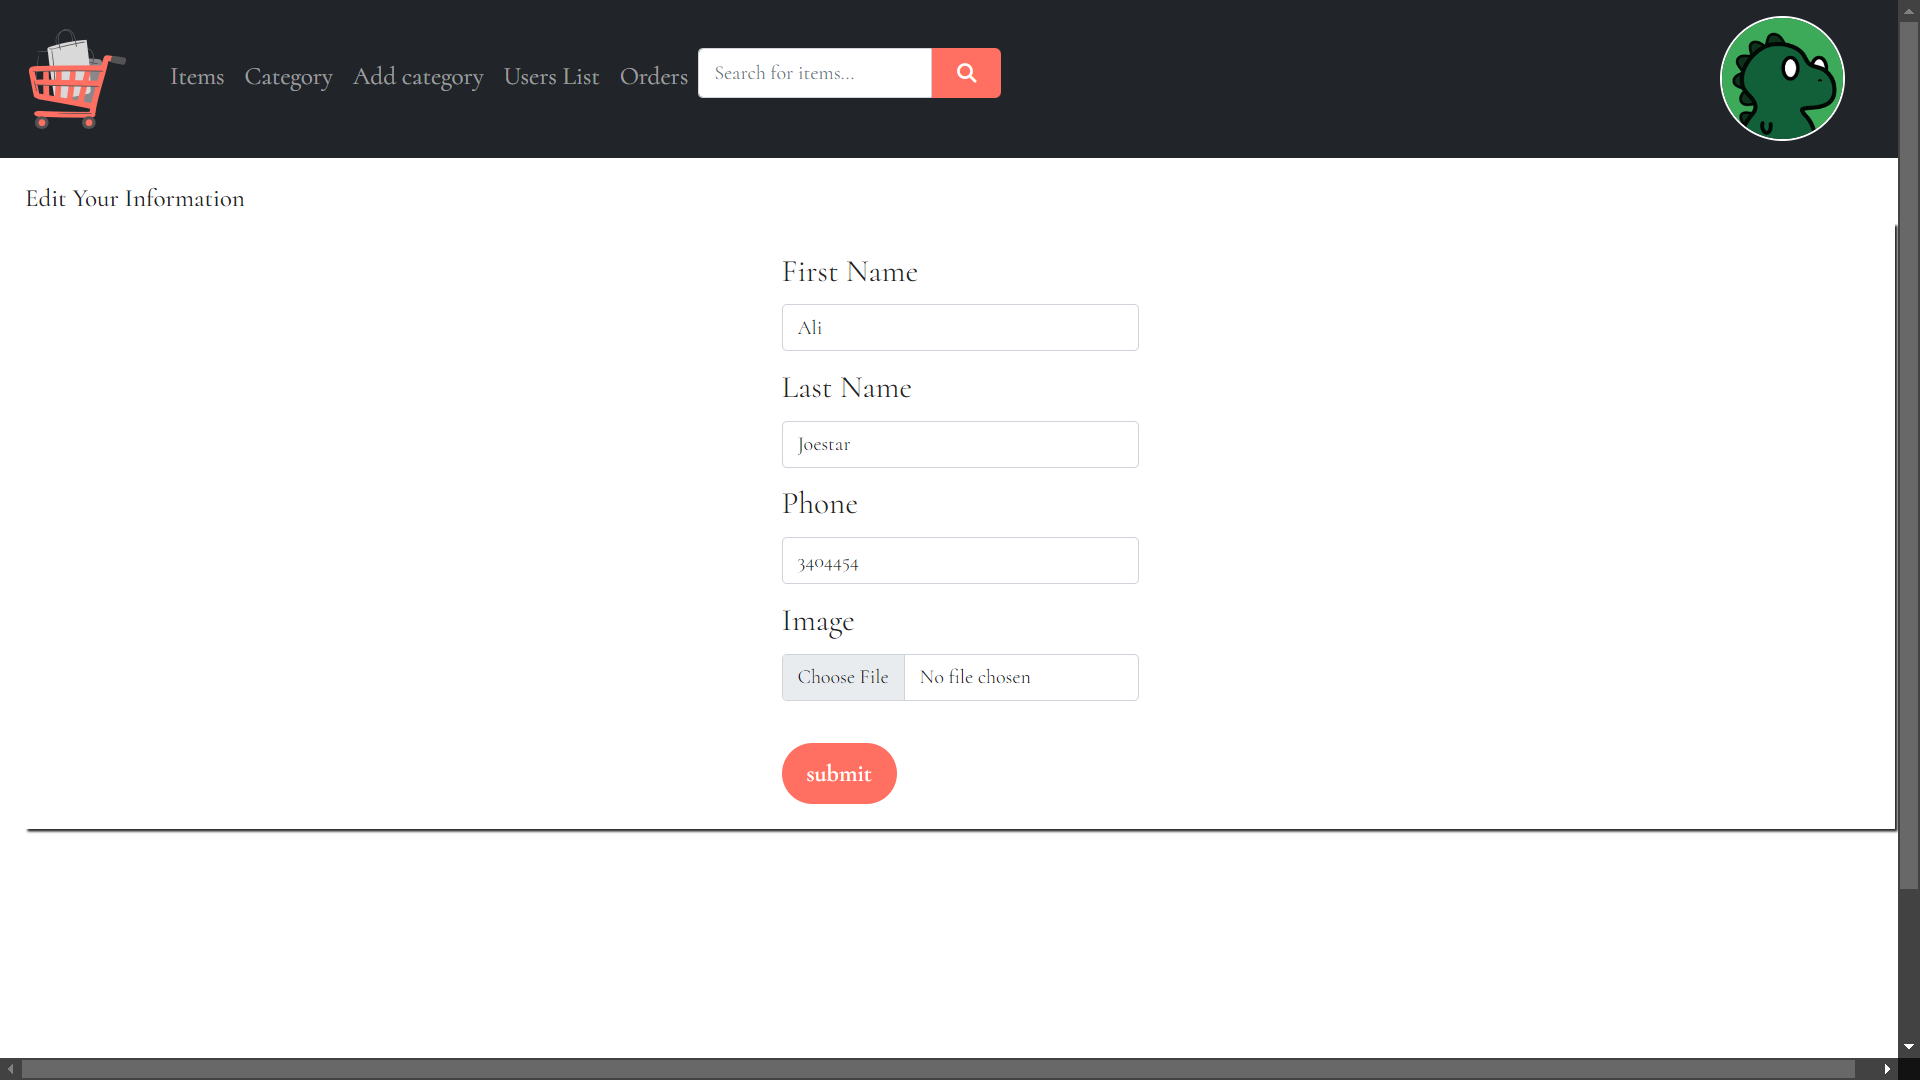 Items Category Add category Users List Orders Search for items...
Edit Your Information
First Name
Ali
Last Name
Joestar
Phone
3404454
Image
Choose File No file chosen
submit